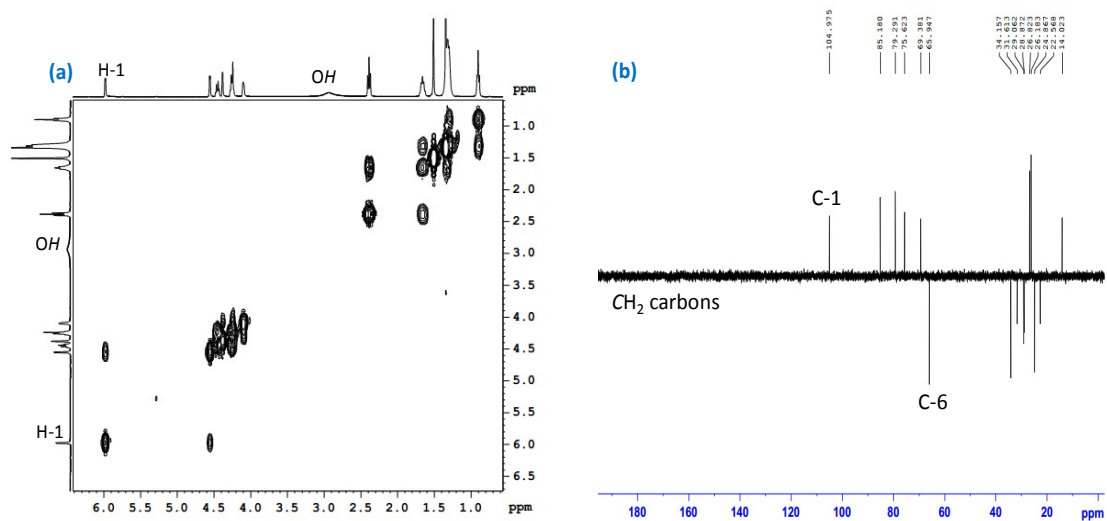 (a)
H-1
OH
ppm
1.0
1.5
2.0
2.5
3.0
3.5
4.0
4.5
5.0
5.5
6.0
6.5
OH
H-1
6.0 5.5 5.0 4.5 4.0 3.5 3.0 2.5 2.0 1.5 1.0 ppm
(b)
104.975
85.180
79.291
75.623
69.381
65.947
34.157
31.613
29.062
28.872
26.823
26.183
24.867
22.568
14.023
C-1
CH₂ carbons
C-6
180 160 140 120 100 80 60 40 20 ppm